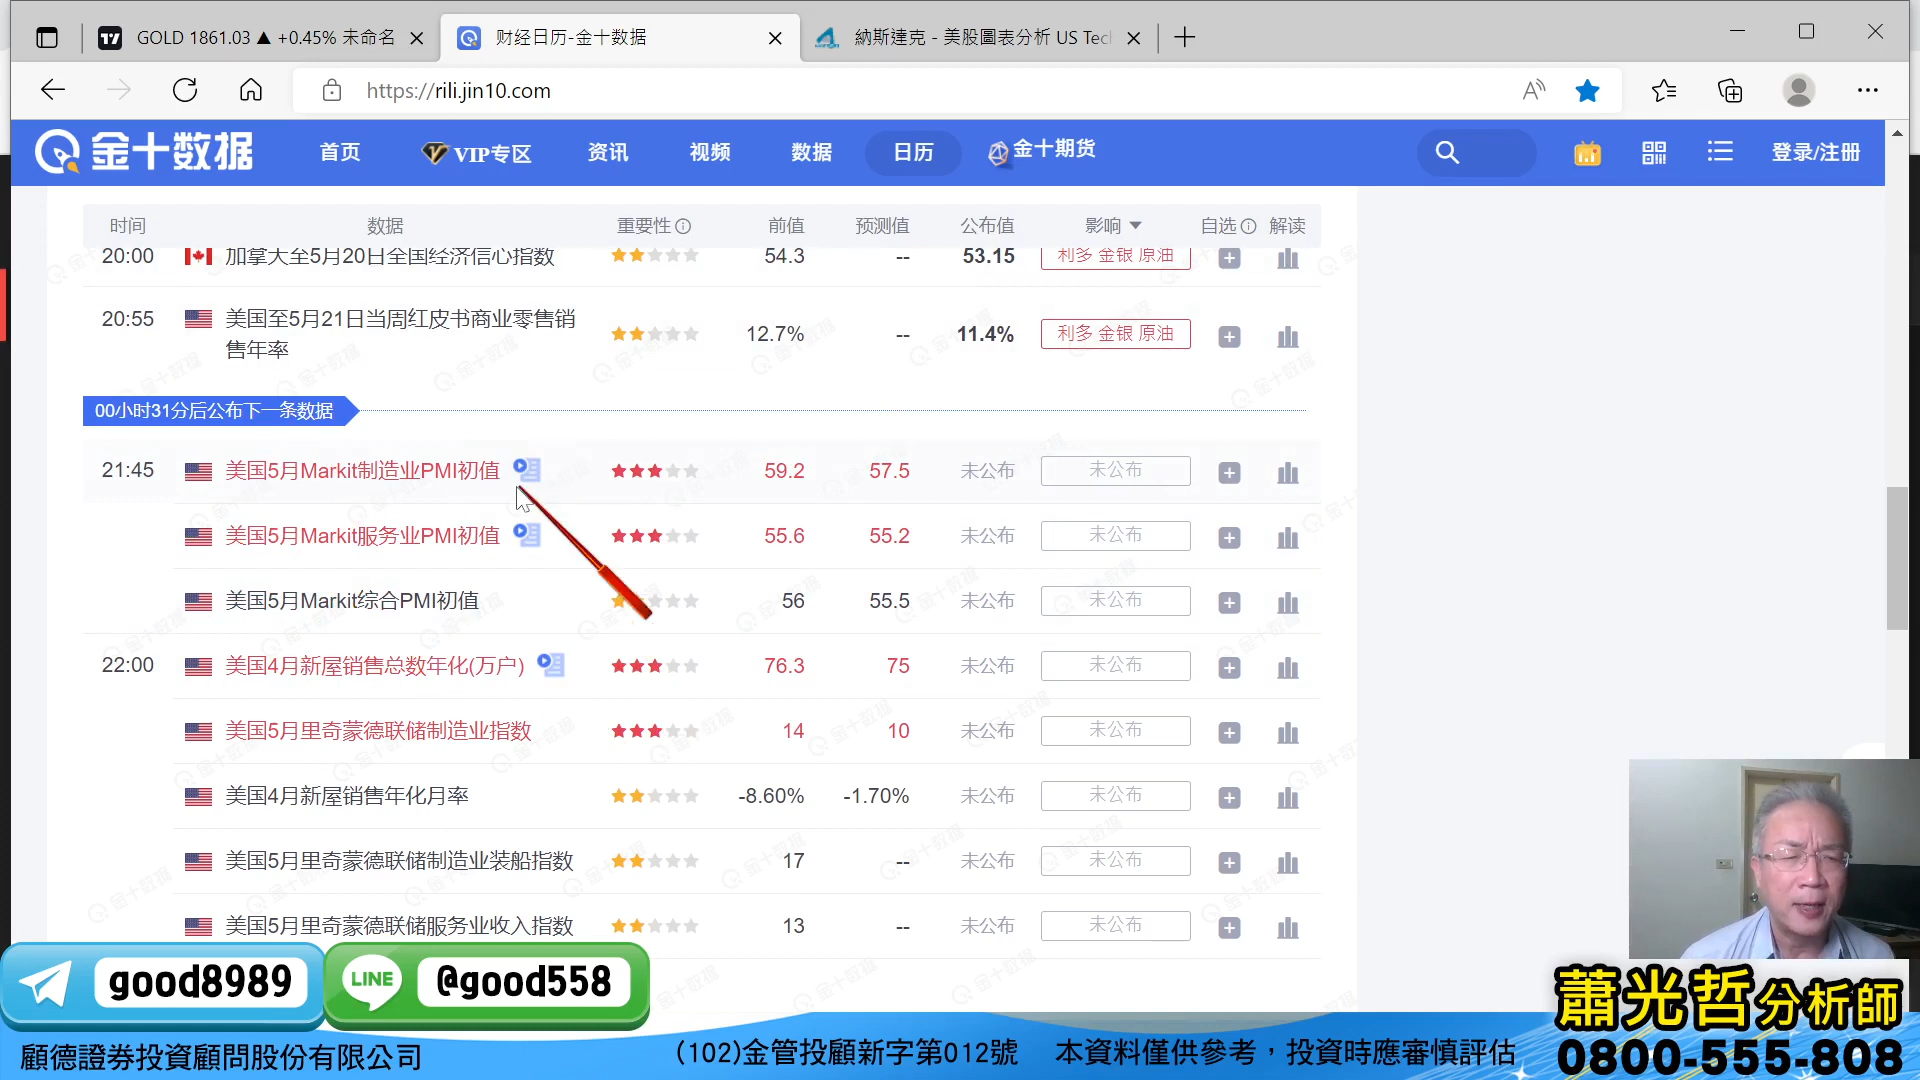 GOLD 1861.03 ▲ +0.45% 未命名
财经日历-金十数据
納斯達克 - 美股圖表分析 US Tec
https://rili.jin10.com
金十数据 首页 VIP专区 资讯 视频 数据 日历 金十期货 登录/注册
时间 数据 重要性 前值 预测值 公布值 影响 自选 解读
20:00 加拿大至5月20日全国经济信心指数 54.3 -- 53.15 利多 金银 原油
20:55 美国至5月21日当周红皮书商业零售销 12.7% -- 11.4% 利多 金银 原油
售年率
00小时31分后公布下一条数据
21:45 美国5月Markit制造业PMI初值 59.2 57.5 未公布 未公布
美国5月Markit服务业PMI初值 55.6 55.2 未公布 未公布
美国5月Markit综合PMI初值 56 55.5 未公布 未公布
22:00 美国4月新屋销售总数年化(万户) 76.3 75 未公布 未公布
美国5月里奇蒙德联储制造业指数 14 10 未公布 未公布
美国4月新屋销售年化月率 -8.60% -1.70% 未公布 未公布
美国5月里奇蒙德联储制造业装船指数 17 -- 未公布 未公布
美国5月里奇蒙德联储服务业收入指数 13 -- 未公布 未公布
good8989
LINE @good558
蕭光哲分析師
0800-555-808
顧德證券投資顧問股份有限公司
(102)金管投顧新字第012號 本資料僅供參考，投資時應審慎評估